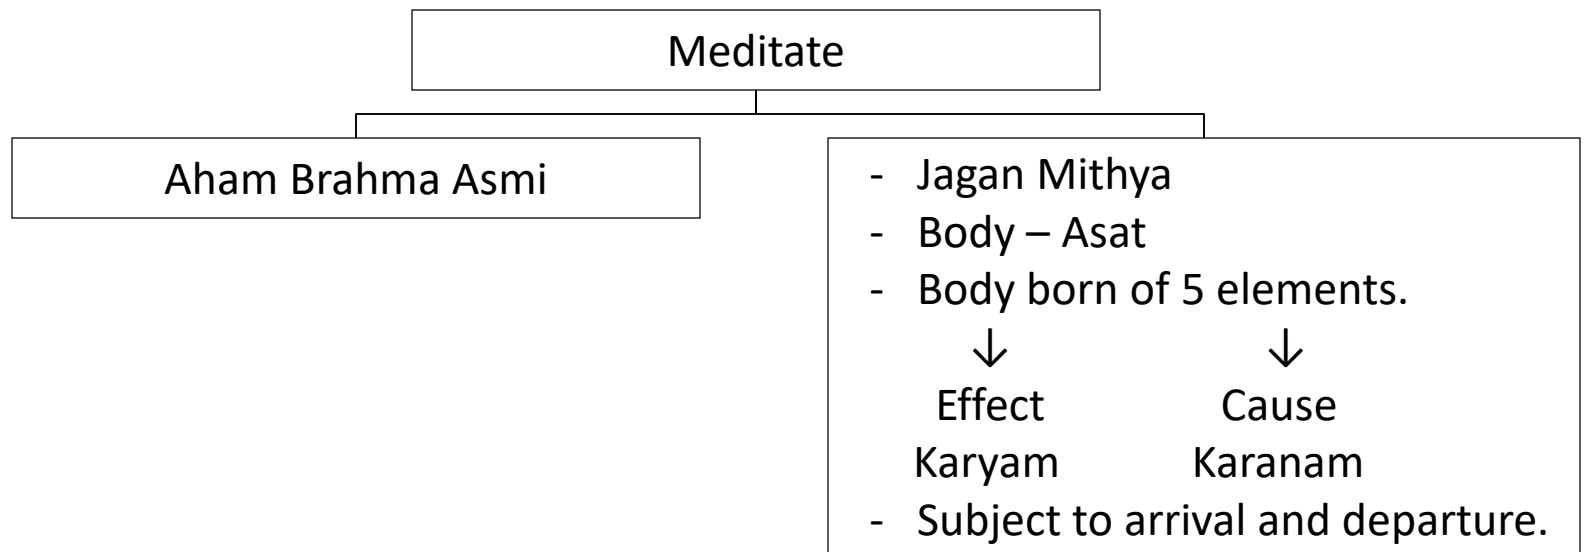 Meditate
Aham Brahma Asmi
- Jagan Mithya
- Body – Asat
- Body born of 5 elements.
↓ ↓
Effect Cause
Karyam Karanam
- Subject to arrival and departure.